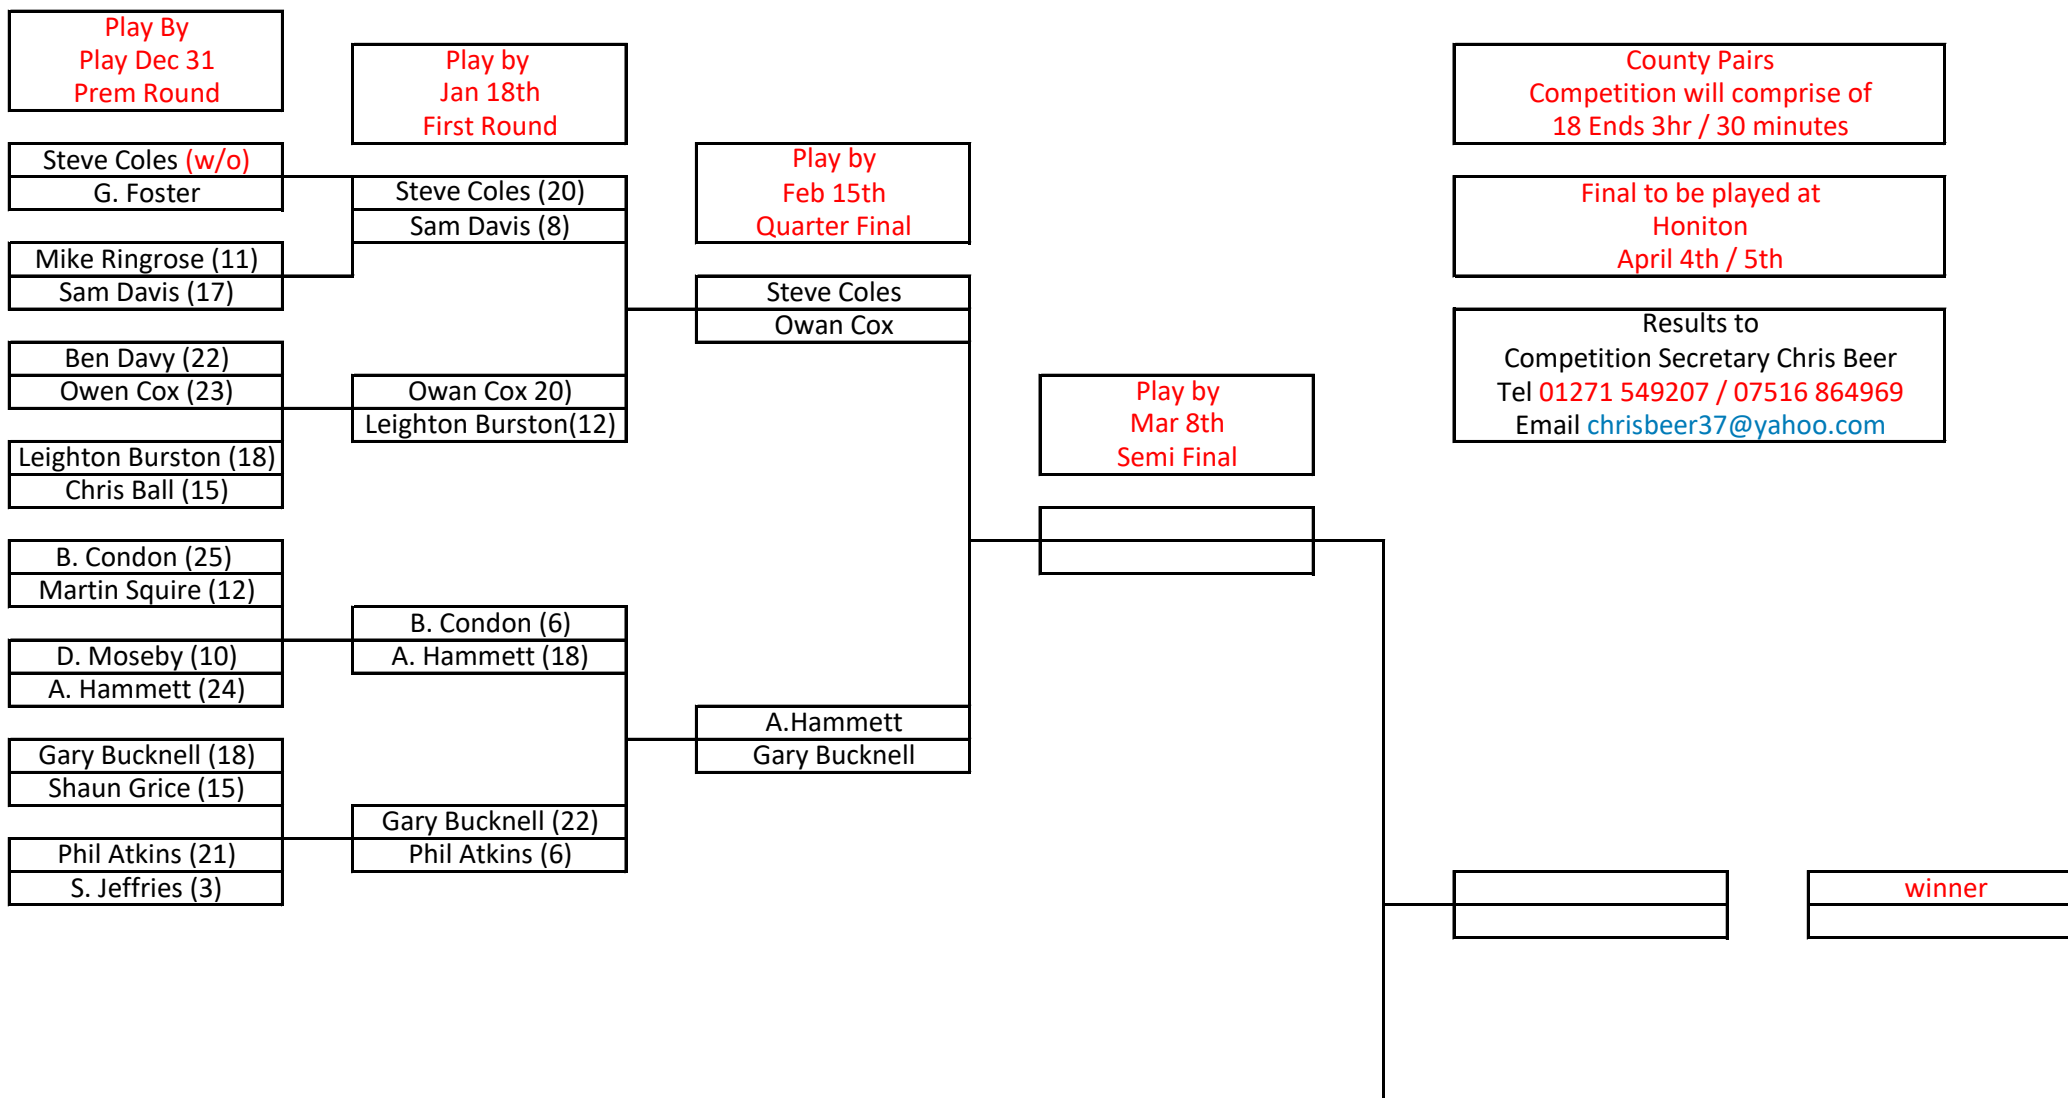 Play By
Play Dec 31
Prem Round
Steve Coles (w/o)
G. Foster
Mike Ringrose (11)
Sam Davis (17)
Ben Davy (22)
Owen Cox (23)
Leighton Burston (18)
Chris Ball (15)
B. Condon (25)
Martin Squire (12)
D. Moseby (10)
A. Hammett (24)
Gary Bucknell (18)
Shaun Grice (15)
Phil Atkins (21)
S. Jeffries (3)
Play by
Jan 18th
First Round
Steve Coles (20)
Sam Davis (8)
Owan Cox 20)
Leighton Burston(12)
B. Condon (6)
A. Hammett (18)
Gary Bucknell (22)
Phil Atkins (6)
Play by
Feb 15th
Quarter Final
Steve Coles
Owan Cox
A.Hammett
Gary Bucknell
Play by
Mar 8th
Semi Final
County Pairs
Competition will comprise of
18 Ends 3hr / 30 minutes
Final to be played at
Honiton
April 4th / 5th
Results to
Competition Secretary Chris Beer
Tel 01271 549207 / 07516 864969
Email chrisbeer37@yahoo.com
winner